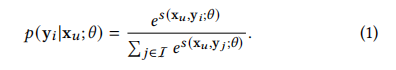 p(y_i|x_u;θ) = e^{s(x_u,y_i;θ)} / ∑_{j∈I} e^{s(x_u,y_j;θ)}. (1)